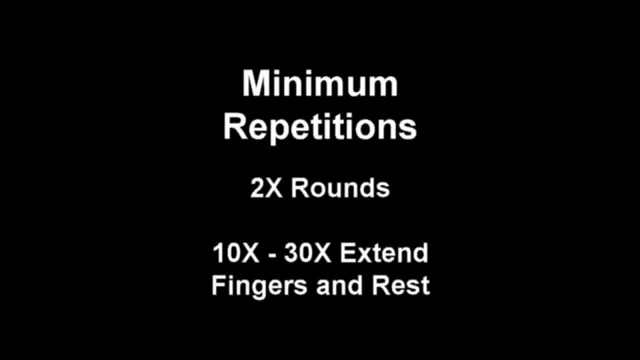 Minimum
Repetitions
2X Rounds
10X - 30X Extend
Fingers and Rest